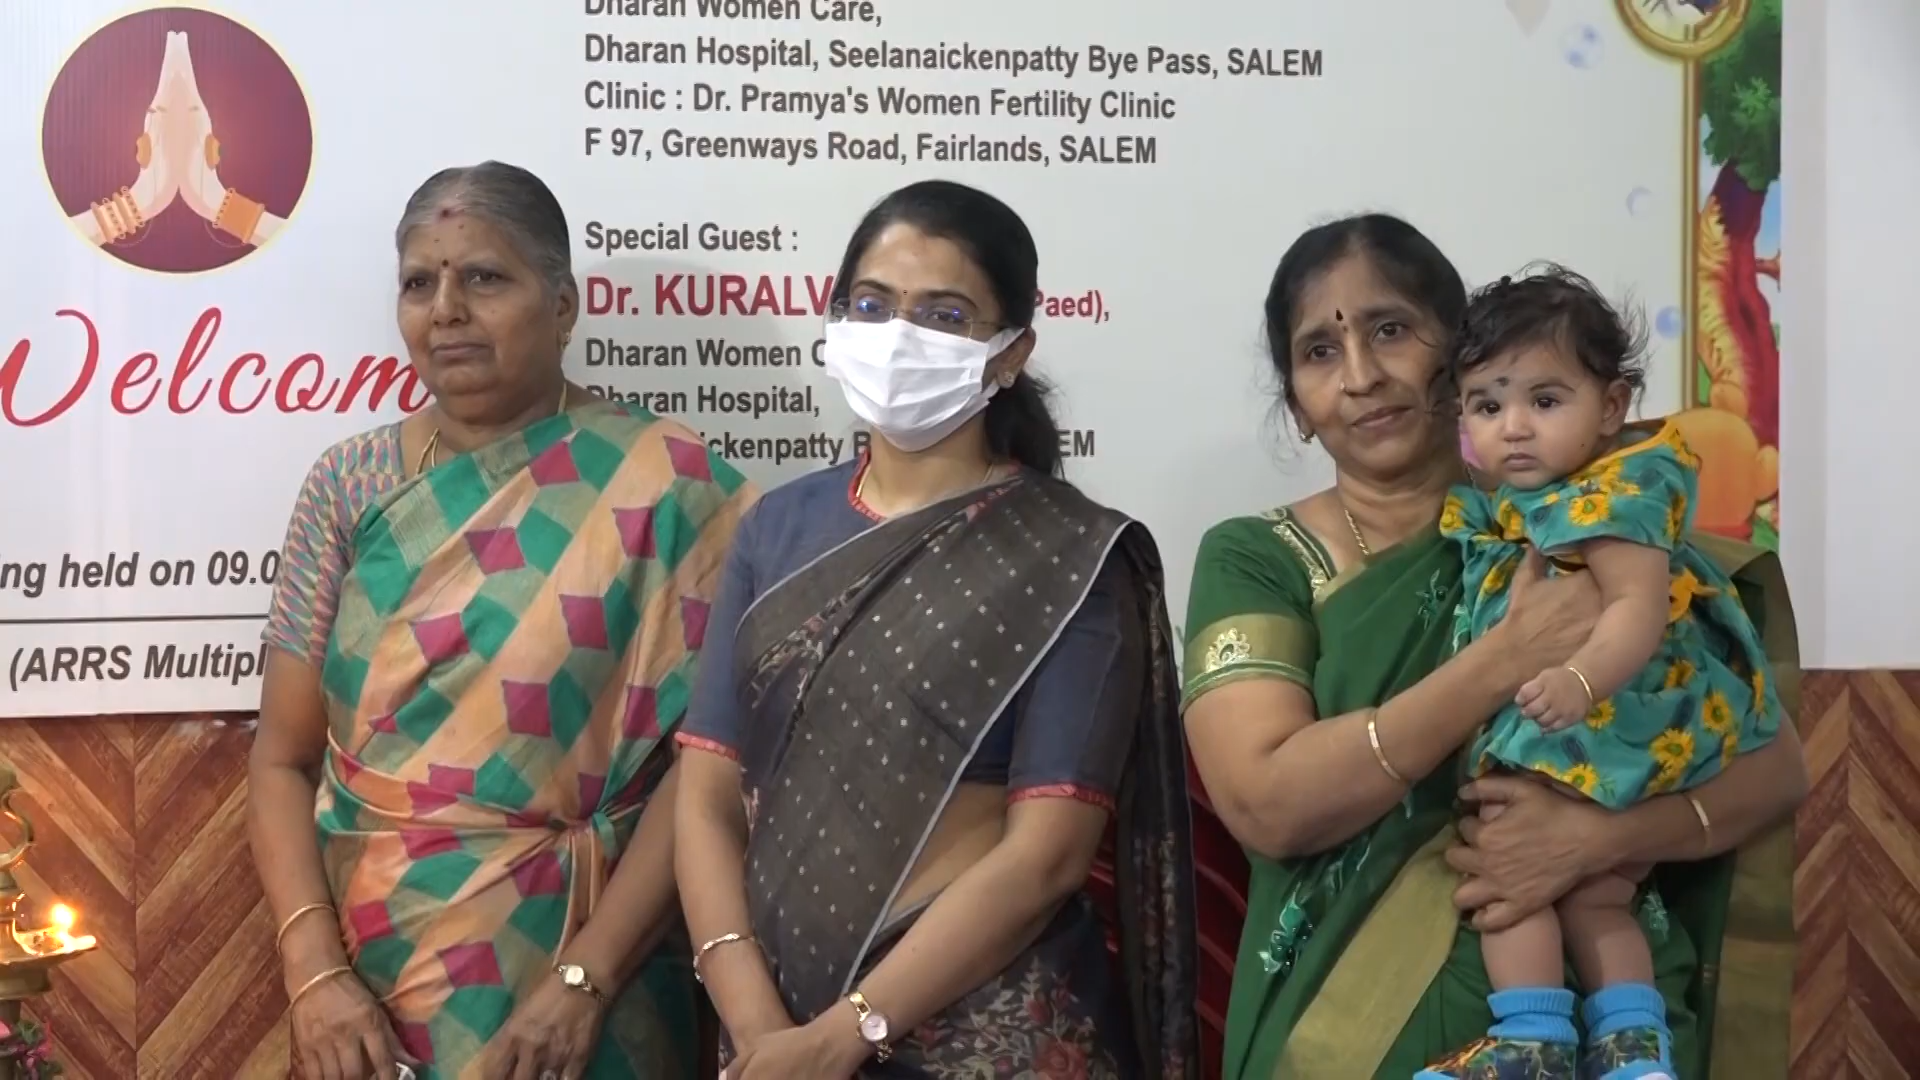 Dharan Women Care,
Dharan Hospital, Seelanaickenpatty Bye Pass, SALEM
Clinic : Dr. Pramya's Women Fertility Clinic
F 97, Greenways Road, Fairlands, SALEM
Special Guest :
Dr. KURALV Paed),
Dharan Women C
Dharan Hospital,
ickenpatty B EM
Welcom
ng held on 09.0
(ARRS Multipl